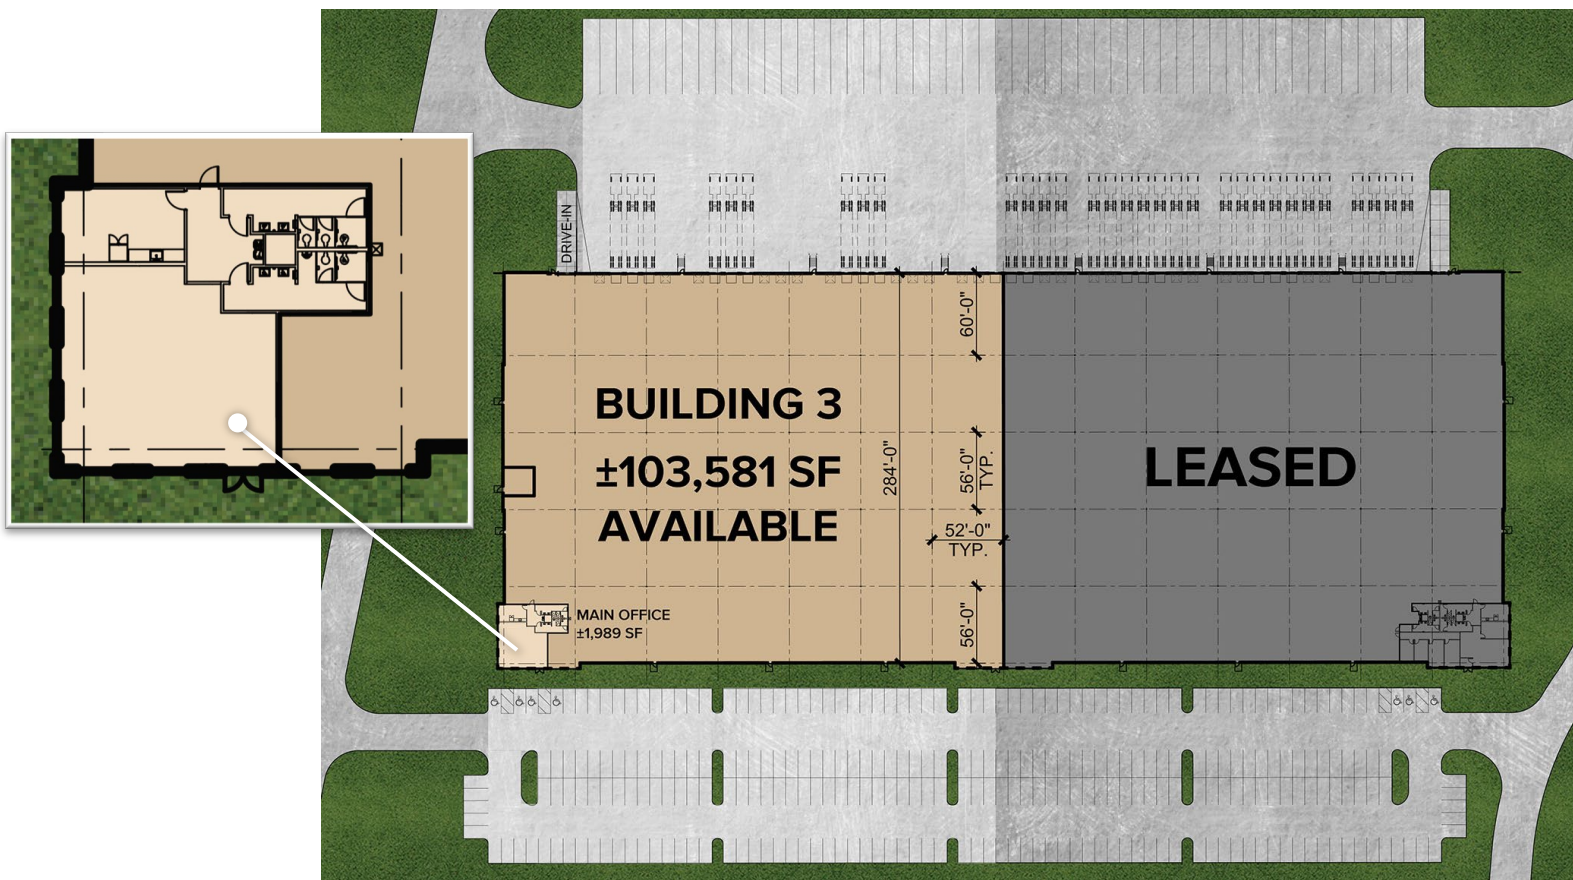 DRIVE-IN
60'-0"
BUILDING 3
±103,581 SF
AVAILABLE
284'-0"
56'-0"
TYP.
52'-0"
TYP.
LEASED
MAIN OFFICE
±1,989 SF
56'-0"